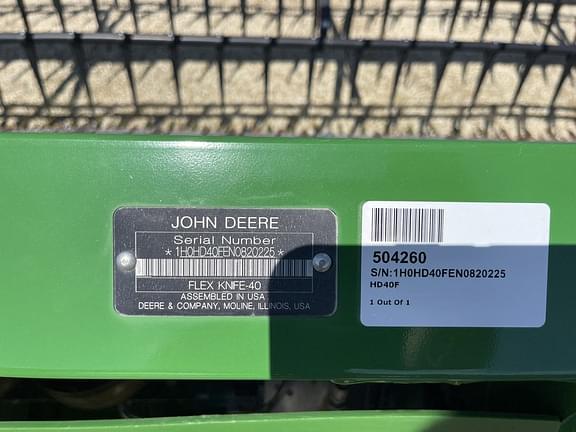 JOHN DEERE
Serial Number
*1H0HD40FEN0820225*
FLEX KNIFE-40
ASSEMBLED IN USA
DEERE & COMPANY, MOLINE, ILLINOIS, USA
504260
S/N:1H0HD40FEN0820225
HD40F
1 Out Of 1